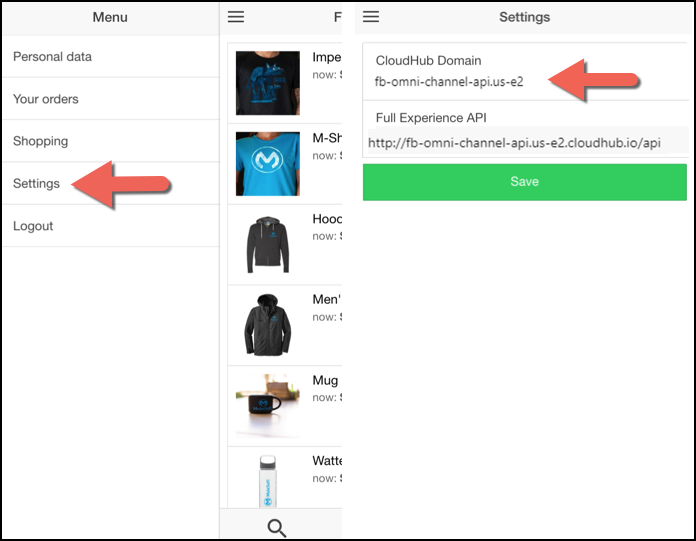 Menu
Personal data
Your orders
Shopping
Settings
Logout
F
Impe
now: $
M-Sh
now: $
Hood
now: $
Men'
now: $
Mug
now: $
Watte
now: $
Settings
CloudHub Domain
fb-omni-channel-api.us-e2
Full Experience API
http://fb-omni-channel-api.us-e2.cloudhub.io/api
Save